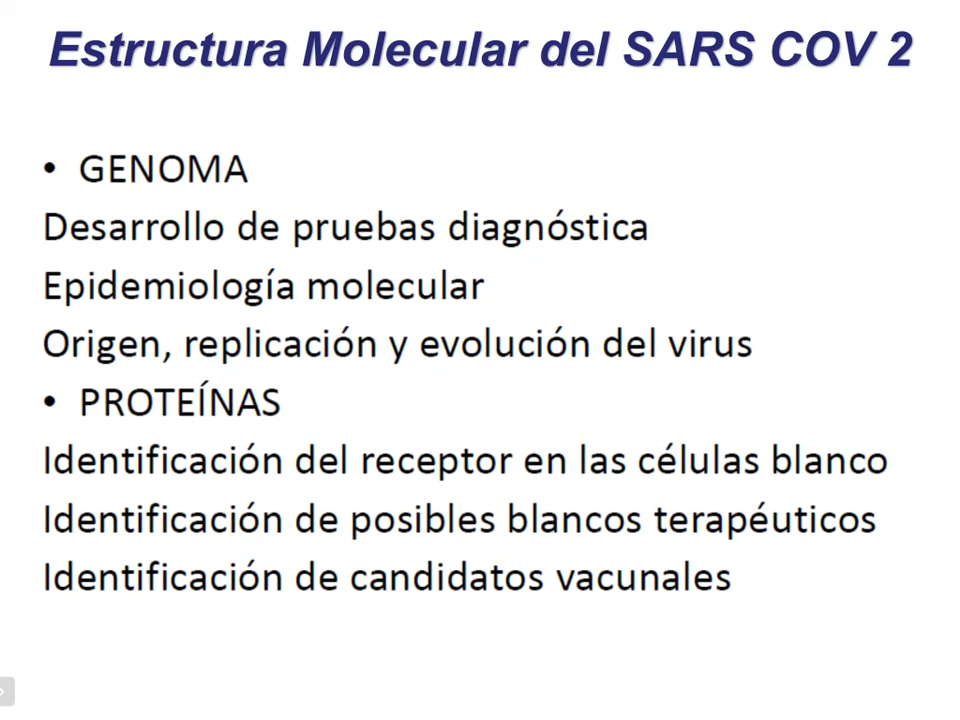 Estructura Molecular del SARS COV 2
• GENOMA
Desarrollo de pruebas diagnóstica
Epidemiología molecular
Origen, replicación y evolución del virus
• PROTEÍNAS
Identificación del receptor en las células blanco
Identificación de posibles blancos terapéuticos
Identificación de candidatos vacunales